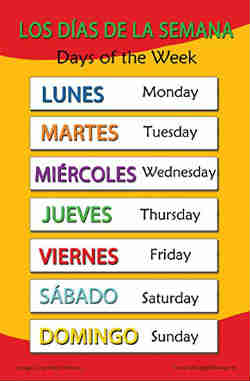 LOS DÍAS DE LA SEMANA
Days of the Week
LUNES Monday
MARTES Tuesday
MIÉRCOLES Wednesday
JUEVES Thursday
VIERNES Friday
SÁBADO Saturday
DOMINGO Sunday